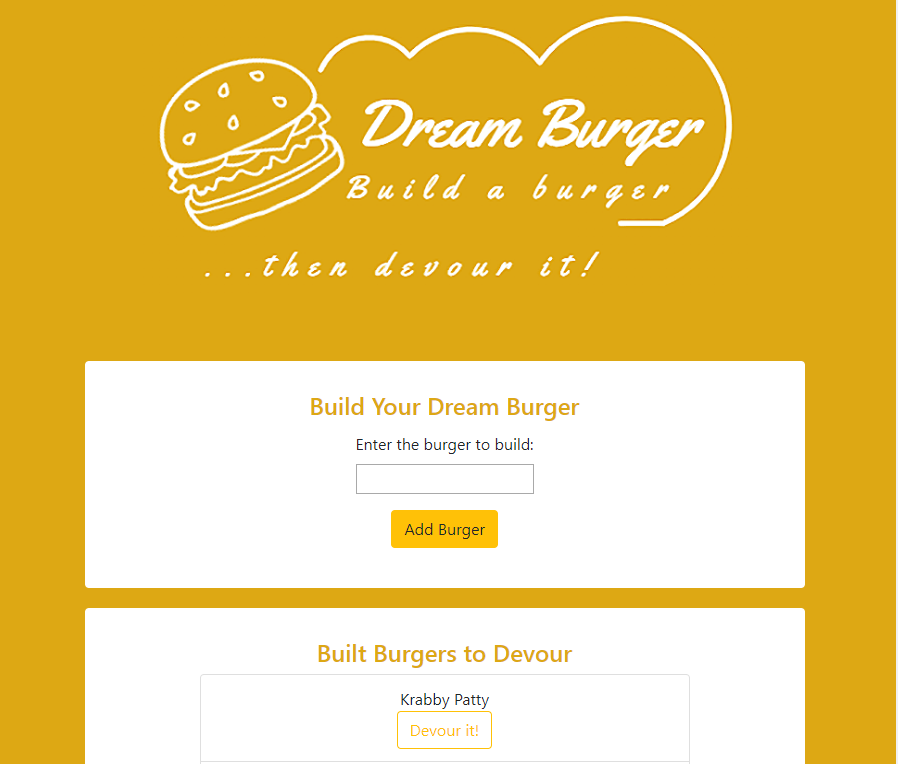 Dream Burger
Build a burger
...then devour it!
Build Your Dream Burger
Enter the burger to build:
Add Burger
Built Burgers to Devour
Krabby Patty
Devour it!